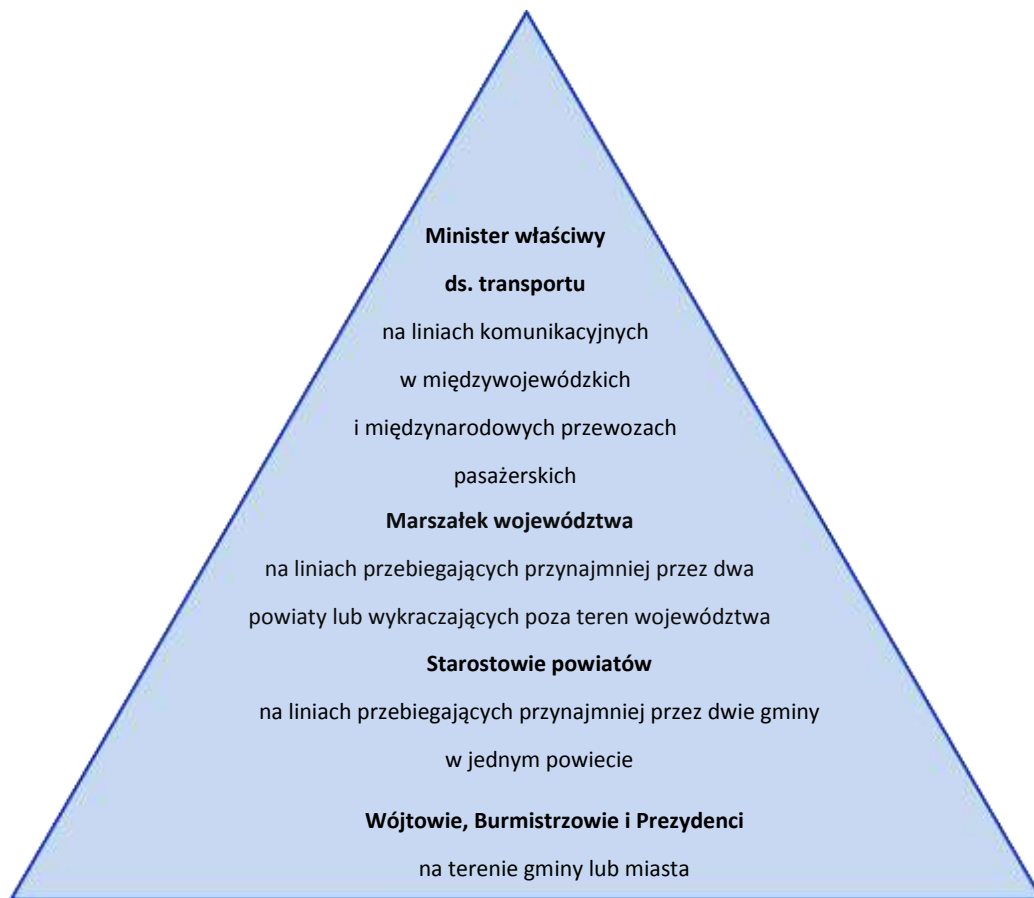 Minister właściwy
ds. transportu
na liniach komunikacyjnych
w międzywojewódzkich
i międzynarodowych przewozach
pasażerskich
Marszałek województwa
na liniach przebiegających przynajmniej przez dwa
powiaty lub wykraczających poza teren województwa
Starostowie powiatów
na liniach przebiegających przynajmniej przez dwie gminy
w jednym powiecie
Wójtowie, Burmistrzowie i Prezydenci
na terenie gminy lub miasta